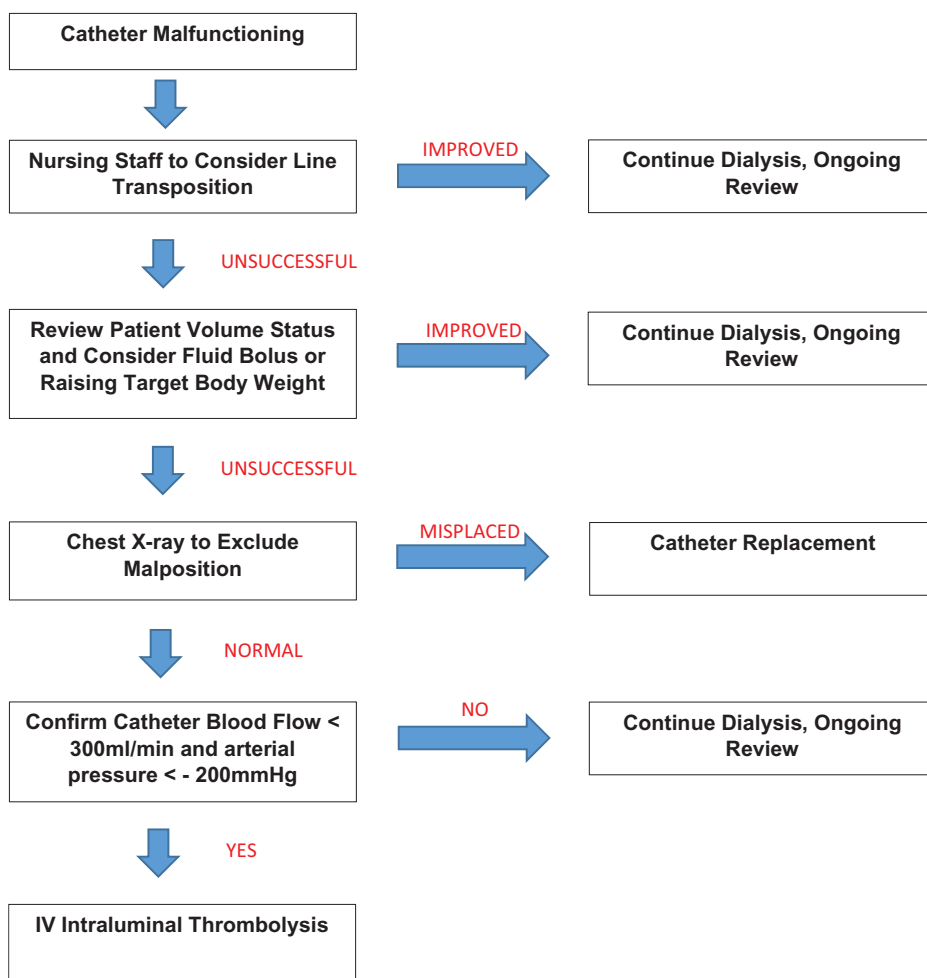 Catheter Malfunctioning
Nursing Staff to Consider Line
Transposition
IMPROVED
Continue Dialysis, Ongoing
Review
UNSUCCESSFUL
Review Patient Volume Status
and Consider Fluid Bolus or
Raising Target Body Weight
IMPROVED
Continue Dialysis, Ongoing
Review
UNSUCCESSFUL
Chest X-ray to Exclude
Malposition
MISPLACED
Catheter Replacement
NORMAL
Confirm Catheter Blood Flow <
300ml/min and arterial
pressure < - 200mmHg
NO
Continue Dialysis, Ongoing
Review
YES
IV Intraluminal Thrombolysis